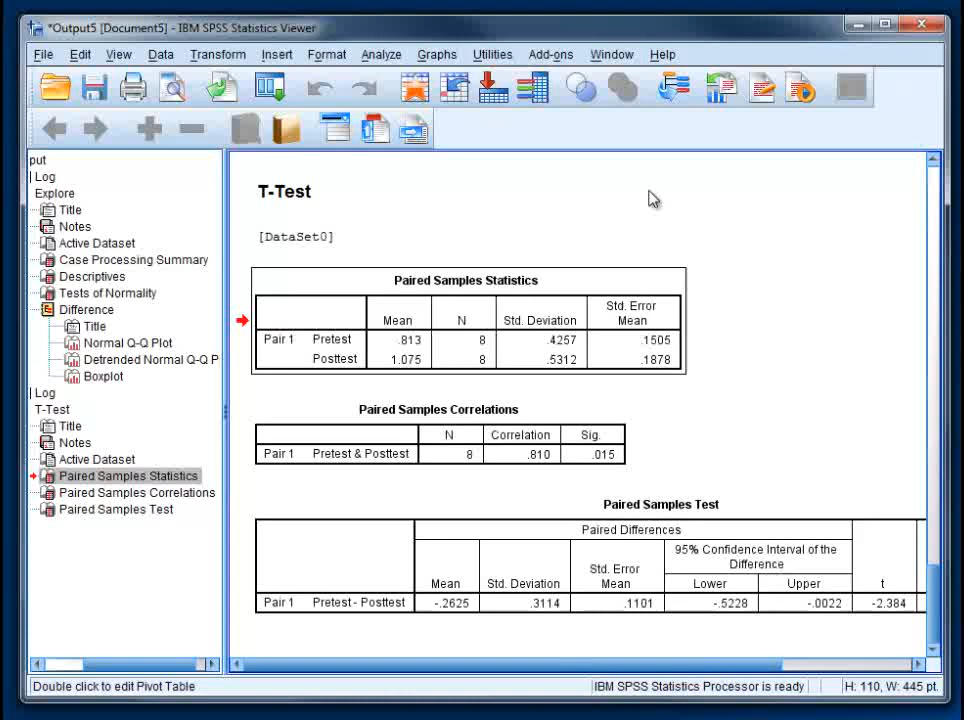 *Output5 [Document5] - IBM SPSS Statistics Viewer
File Edit View Data Transform Insert Format Analyze Graphs Utilities Add-ons Window Help
put
Log
Explore
Title
Notes
Active Dataset
Case Processing Summary
Descriptives
Tests of Normality
Difference
Title
Normal Q-Q Plot
Detrended Normal Q-Q P
Boxplot
Log
T-Test
Title
Notes
Active Dataset
Paired Samples Statistics
Paired Samples Correlations
Paired Samples Test
T-Test
[DataSet0]
Paired Samples Statistics
Mean N Std. Deviation Std. Error Mean
Pair 1 Pretest .813 8 .4257 .1505
Posttest 1.075 8 .5312 .1878
Paired Samples Correlations
N Correlation Sig.
Pair 1 Pretest & Posttest 8 .810 .015
Paired Samples Test
Paired Differences
95% Confidence Interval of the Difference
Mean Std. Deviation Std. Error Mean Lower Upper t
Pair 1 Pretest - Posttest -.2625 .3114 .1101 -.5228 -.0022 -2.384
Double click to edit Pivot Table
IBM SPSS Statistics Processor is ready
H: 110, W: 445 pt.